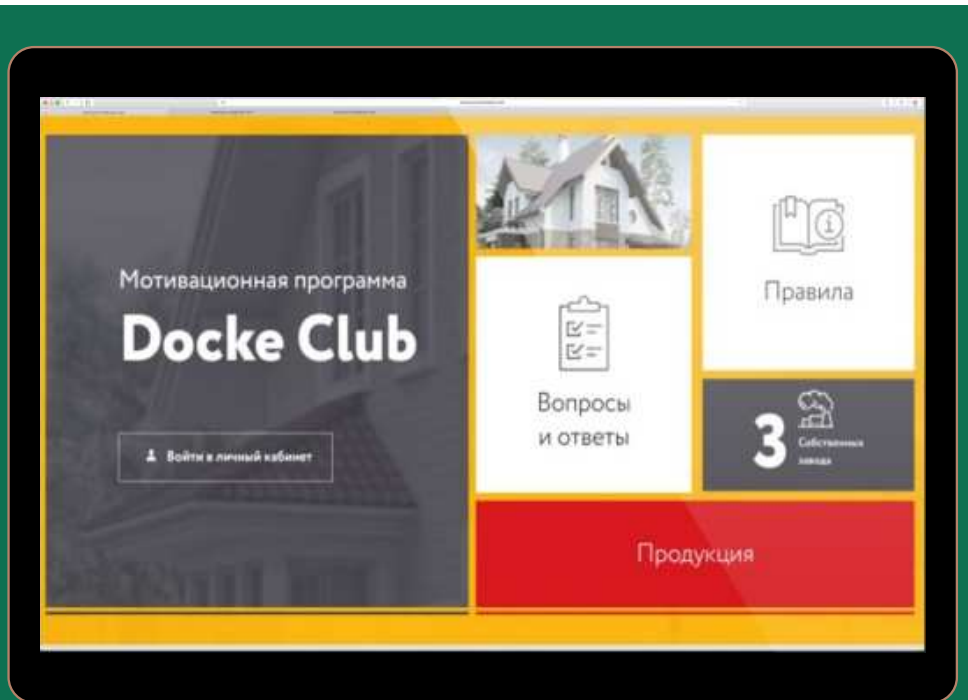 Мотивационная программа
Docke Club
Войти в личный кабинет
Вопросы
и ответы
Правила
3
Собственных
завода
Продукция